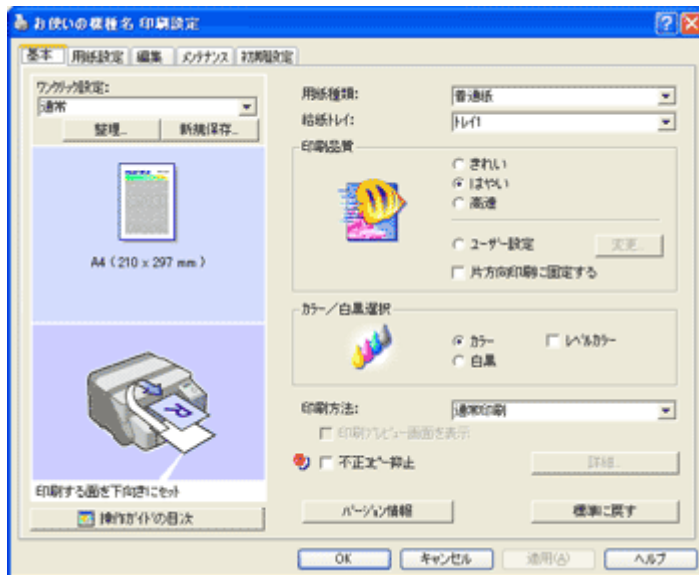 お使いの機種名 印刷設定
基本 用紙設定 編集 メンテナンス 初期設定
ワンクリック設定:
通常
整理... 新規保存...
A4 ( 210 x 297 mm )
印刷する面を下向きにセット
操作ガイドの目次
用紙種類: 普通紙
給紙トレイ: トレイ1
印刷品質
きれい
はやい
高速
ユーザー設定 変更...
片方向印刷に固定する
カラー/白黒選択
カラー レベルカラー
白黒
印刷方法: 通常印刷
印刷プレビュー画面を表示
不正コピー抑止 詳細...
バージョン情報 標準に戻す
OK キャンセル 適用(A) ヘルプ